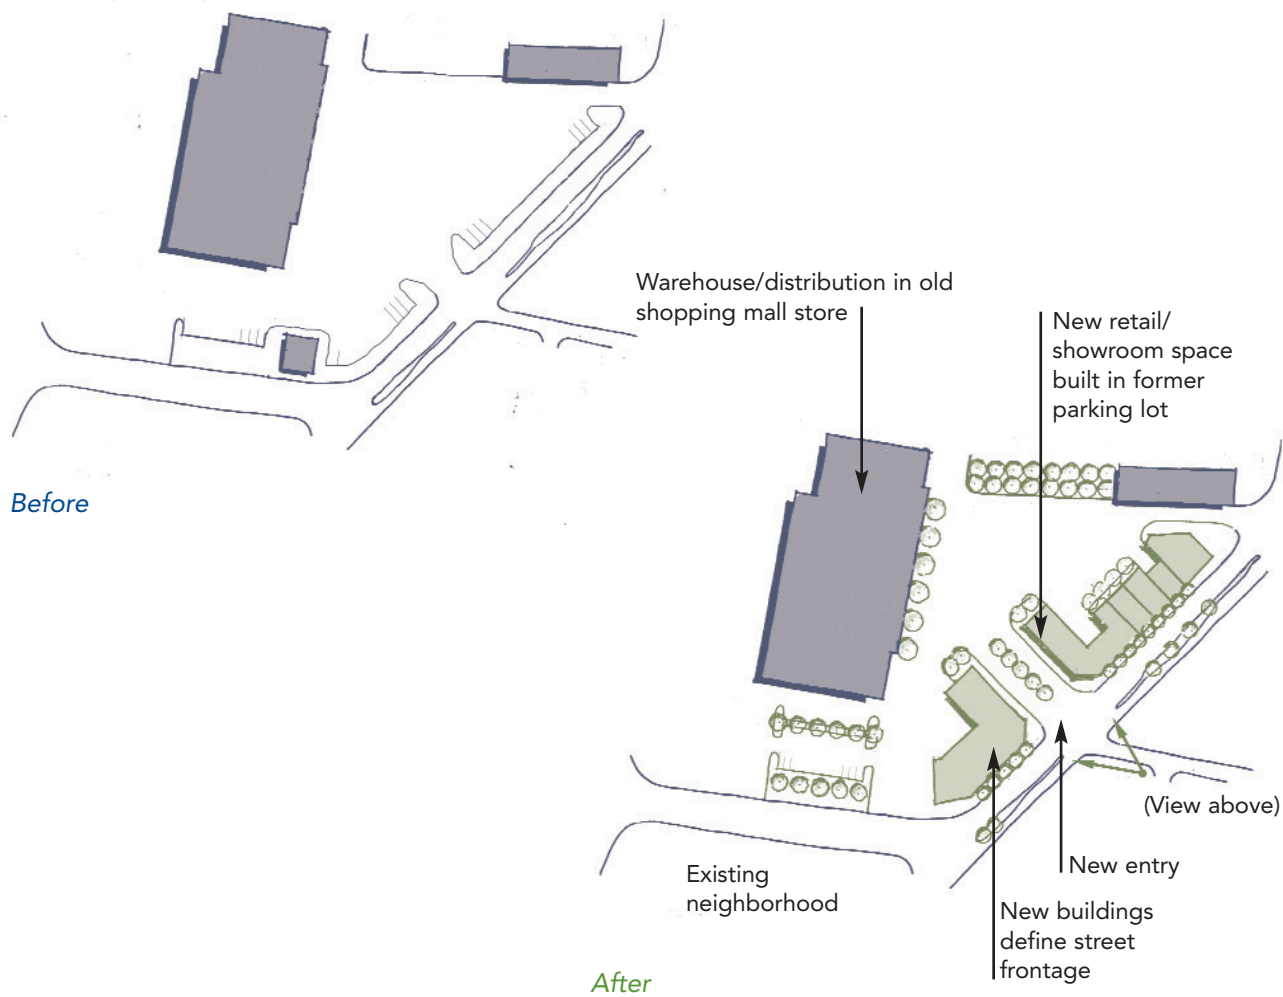 Warehouse/distribution in old
shopping mall store
New retail/
showroom space
built in former
parking lot
Before
(View above)
New entry
Existing
neighborhood
New buildings
define street
frontage
After